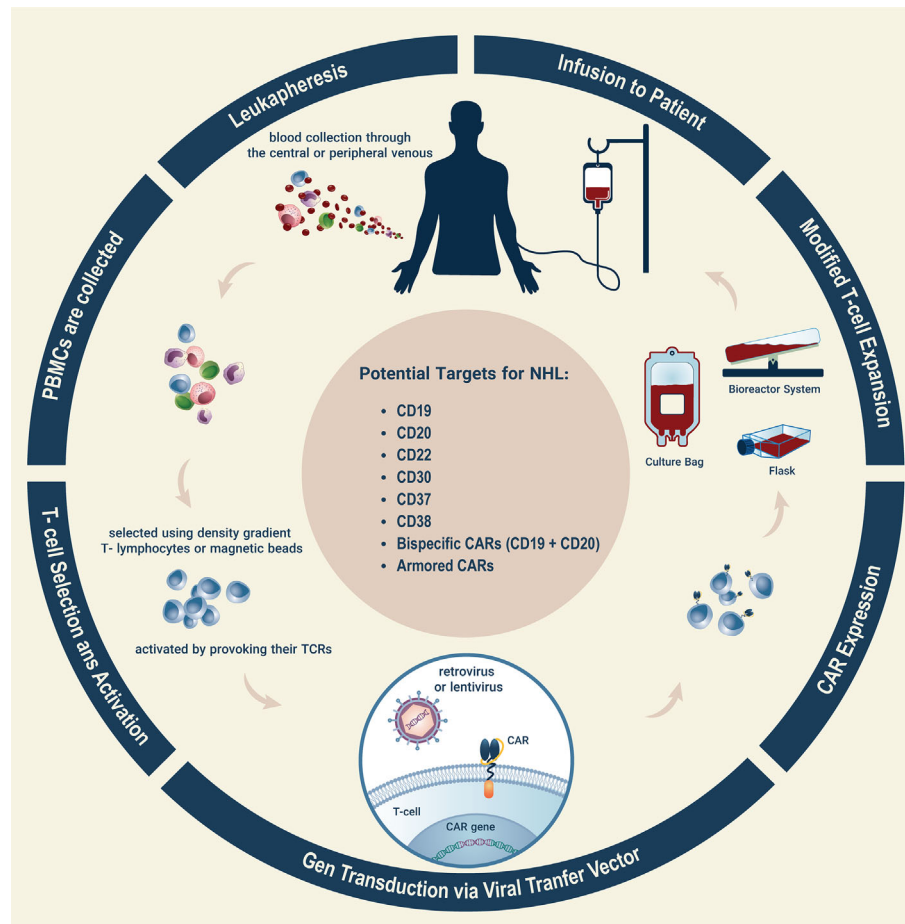 Leukapheresis
Infusion to Patient
blood collection through
the central or peripheral venous
PBMCs are collected
Modified T-cell Expansion
Potential Targets for NHL:
• CD19
• CD20
• CD22
• CD30
• CD37
• CD38
• Bispecific CARs (CD19 + CD20)
• Armored CARs
Bioreactor System
Culture Bag
Flask
T- cell Selection ans Activation
selected using density gradient
T- lymphocytes or magnetic beads
activated by provoking their TCRs
CAR Expression
retrovirus
or lentivirus
CAR
T-cell
CAR gene
Gen Transduction via Viral Tranfer Vector